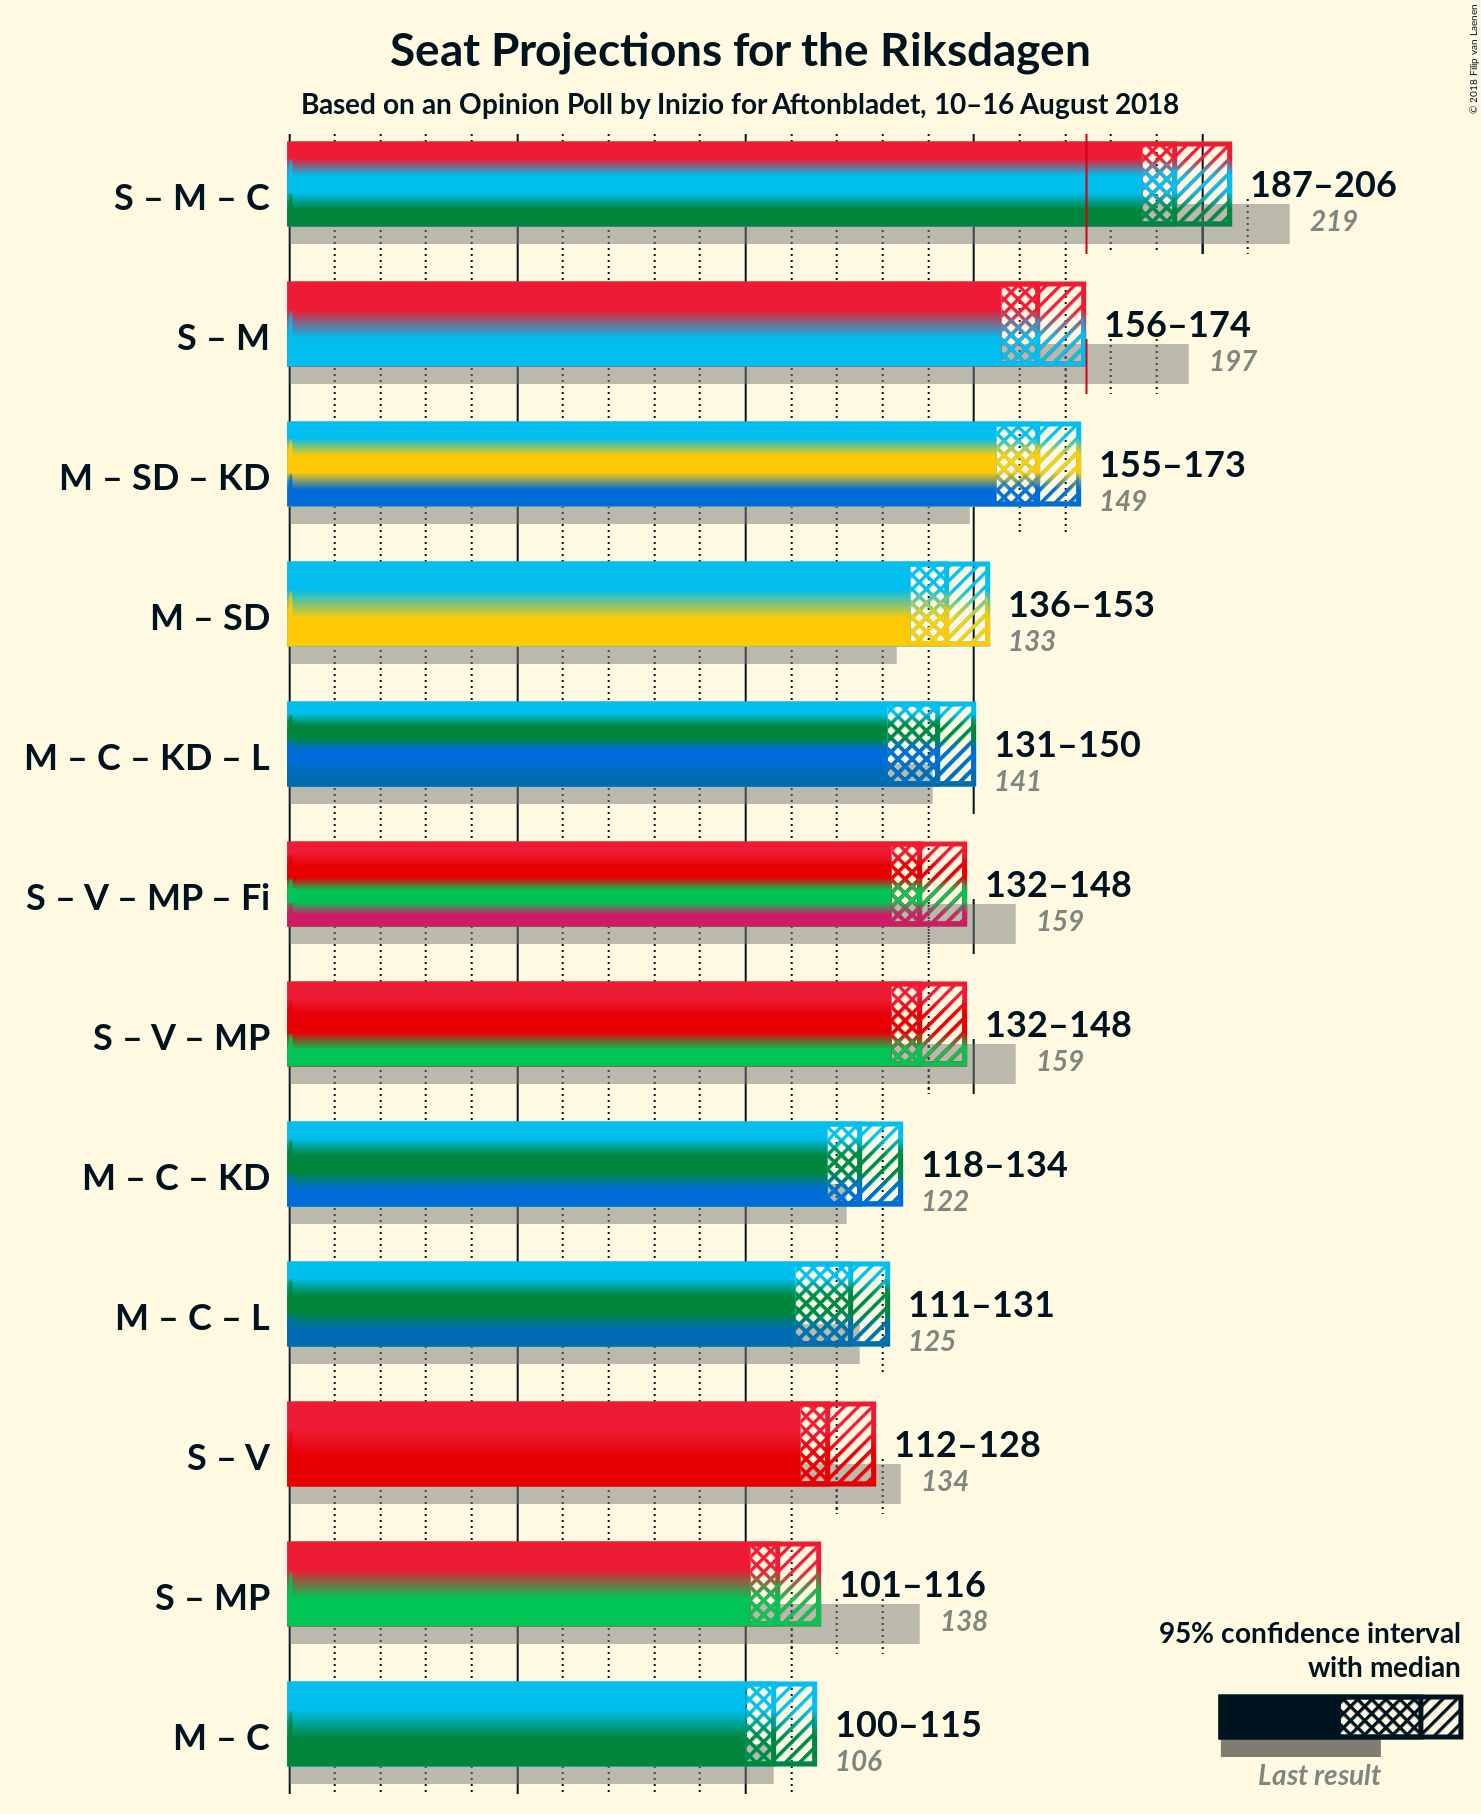 Seat Projections for the Riksdagen
Based on an Opinion Poll by Inizio for Aftonbladet, 10–16 August 2018
© 2018 Filip van Laenen
S – M – C
187–206
219
S – M
156–174
197
M – SD – KD
155–173
149
M – SD
136–153
133
M – C – KD – L
131–150
141
S – V – MP – Fi
132–148
159
S – V – MP
132–148
159
M – C – KD
118–134
122
M – C – L
111–131
125
S – V
112–128
134
S – MP
101–116
138
M – C
100–115
106
95% confidence interval
with median
Last result